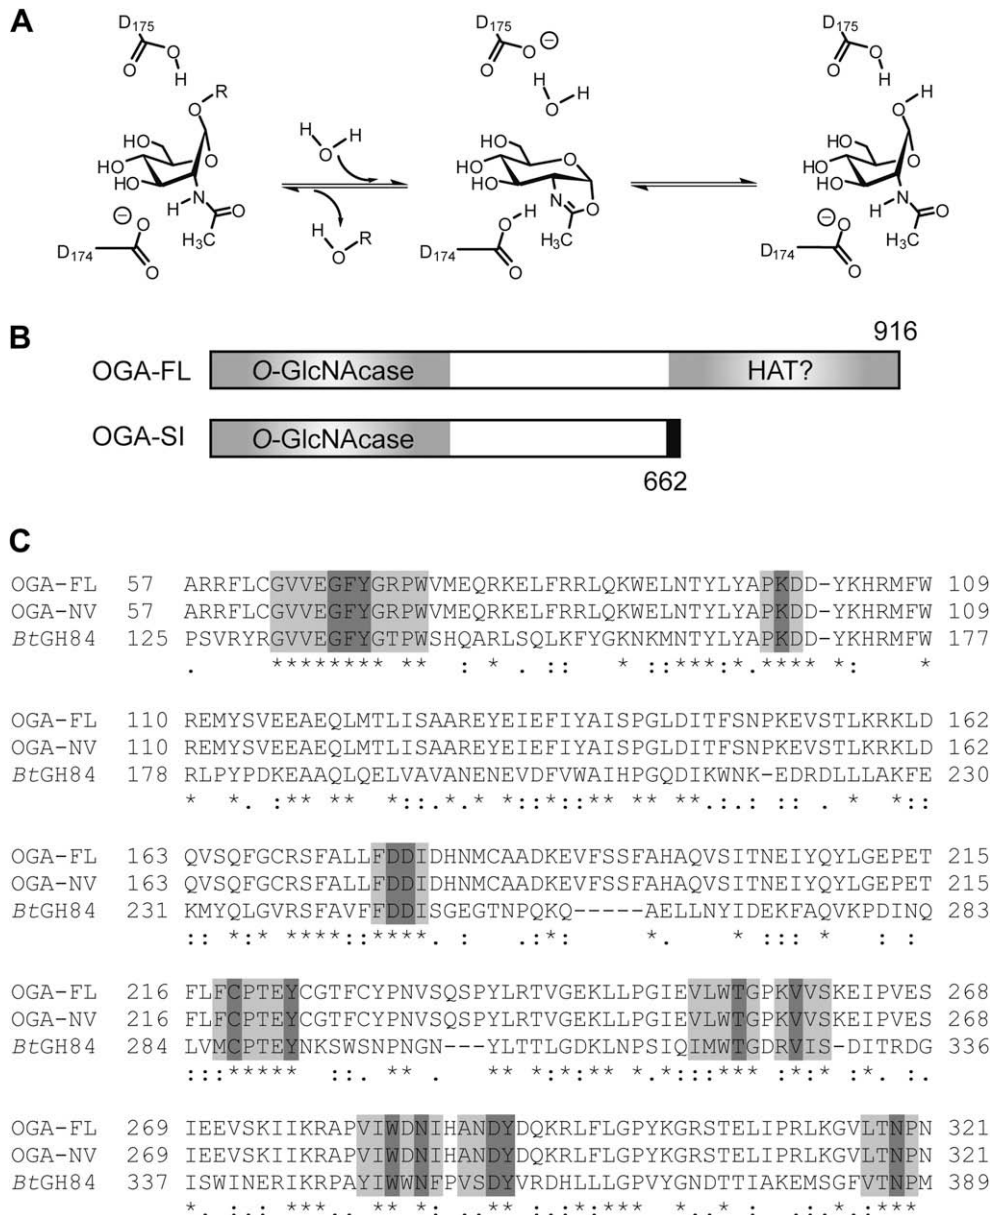 A
D175 D175 D175
O O ⊖ O
O H O H H O H
O R O O H
HO HO HO
HO O H H HO O HO O
HO O HO HO
⊖ H N O H N O ⊖ H N O
H3C O H3C O H3C
D174 O H R D174 O D174 O
B
916
OGA-FL O-GlcNAcase HAT?
OGA-SI O-GlcNAcase
662
C
OGA-FL 57 ARRFLCGVVEGFYGRPWVMEQRKELFRRLQKWELNTYLYAPKDD-YKHRMFW 109
OGA-NV 57 ARRFLCGVVEGFYGRPWVMEQRKELFRRLQKWELNTYLYAPKDD-YKHRMFW 109
BtGH84 125 PSVRYRGVVEGFYGTPWSHQARLSQLKFYGKNKMNTYLYAPKDD-YKHRMFW 177
. ******** ** : * .:: * ::***:*.*** *: *
OGA-FL 110 REMYSVEEAEQLMTLISAAREYEIEFIYAISPGLDITFSNPKEVSTLKRKLD 162
OGA-NV 110 REMYSVEEAEQLMTLISAAREYEIEFIYAISPGLDITFSNPKEVSTLKRKLD 162
BtGH84 178 RLPYPDKEAAQLQELVAVANENEVDFVWAIHPGQDIKWNK-EDRDLLLAKFE 230
* *. :** ** *::.*.* *::*::** ** **.:.: :: . * *::
OGA-FL 163 QVSQFGCRSFALLFDDIDHNMCAADKEVFSSFAHAQVSITNEIYQYLGEPET 215
OGA-NV 163 QVSQFGCRSFALLFDDIDHNMCAADKEVFSSFAHAQVSITNEIYQYLGEPET 215
BtGH84 231 KMYQLGVRSFAVFFDDISGEGTNPQKQ-----AELLNYIDEKFAQVKPDINQ 283
:: *:* ****::****. : .:*: *. * ::: * : :
OGA-FL 216 FLFCPTEYCGTFCYPNVSQSPYLRTVGEKLLPGIEVLWTGPKVVSKEIPVES 268
OGA-NV 216 FLFCPTEYCGTFCYPNVSQSPYLRTVGEKLLPGIEVLWTGPKVVSKEIPVES 268
BtGH84 284 LVMCPTEYNKSWSNPNGN---YLTTLGDKLNPSIQIMWTGDRVIS-DITRDG 336
:::***** ::. ** . ** *:*:** *.*::*** :*:* :*. :.
OGA-FL 269 IEEVSKIIKRAPVIWDNIHANDYDQKRLFLGPYKGRSTELIPRLKGVLTNPN 321
OGA-NV 269 IEEVSKIIKRAPVIWDNIHANDYDQKRLFLGPYKGRSTELIPRLKGVLTNPN 321
BtGH84 337 ISWINERIKRPAYIWWNFPVSDYVRDHLLLGPVYGNDTTIAKEMSGFVTNPM 389
*. :.: ***. ** *: ..** :.:*:*** *. * : .:.*.:***